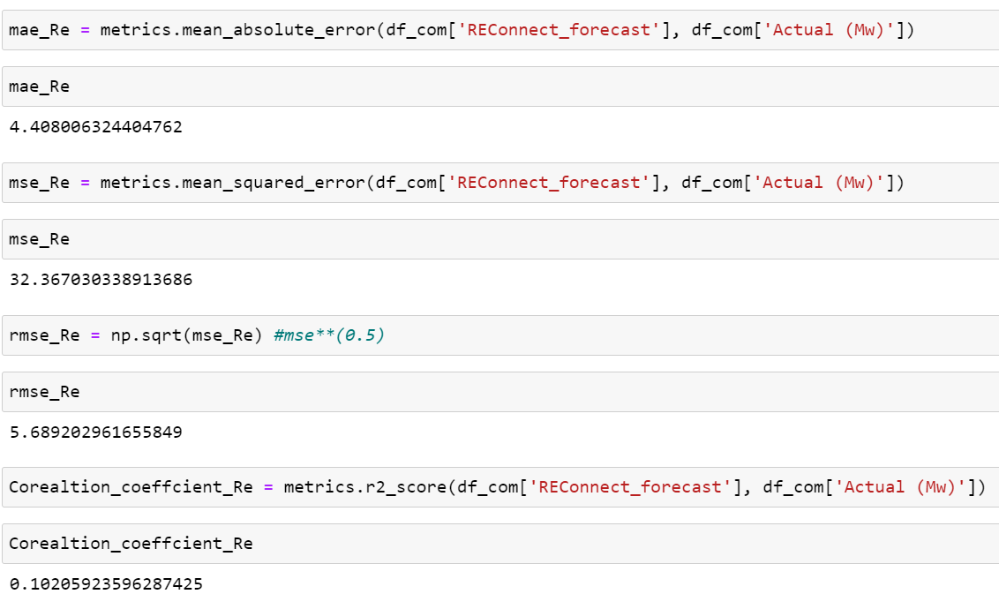 mae_Re = metrics.mean_absolute_error(df_com['REConnect_forecast'], df_com['Actual (Mw)'])
mae_Re
4.408006324404762
mse_Re = metrics.mean_squared_error(df_com['REConnect_forecast'], df_com['Actual (Mw)'])
mse_Re
32.367030338913686
rmse_Re = np.sqrt(mse_Re) #mse**(0.5)
rmse_Re
5.689202961655849
Corealtion_coeffcient_Re = metrics.r2_score(df_com['REConnect_forecast'], df_com['Actual (Mw)'])
Corealtion_coeffcient_Re
0.10205923596287425